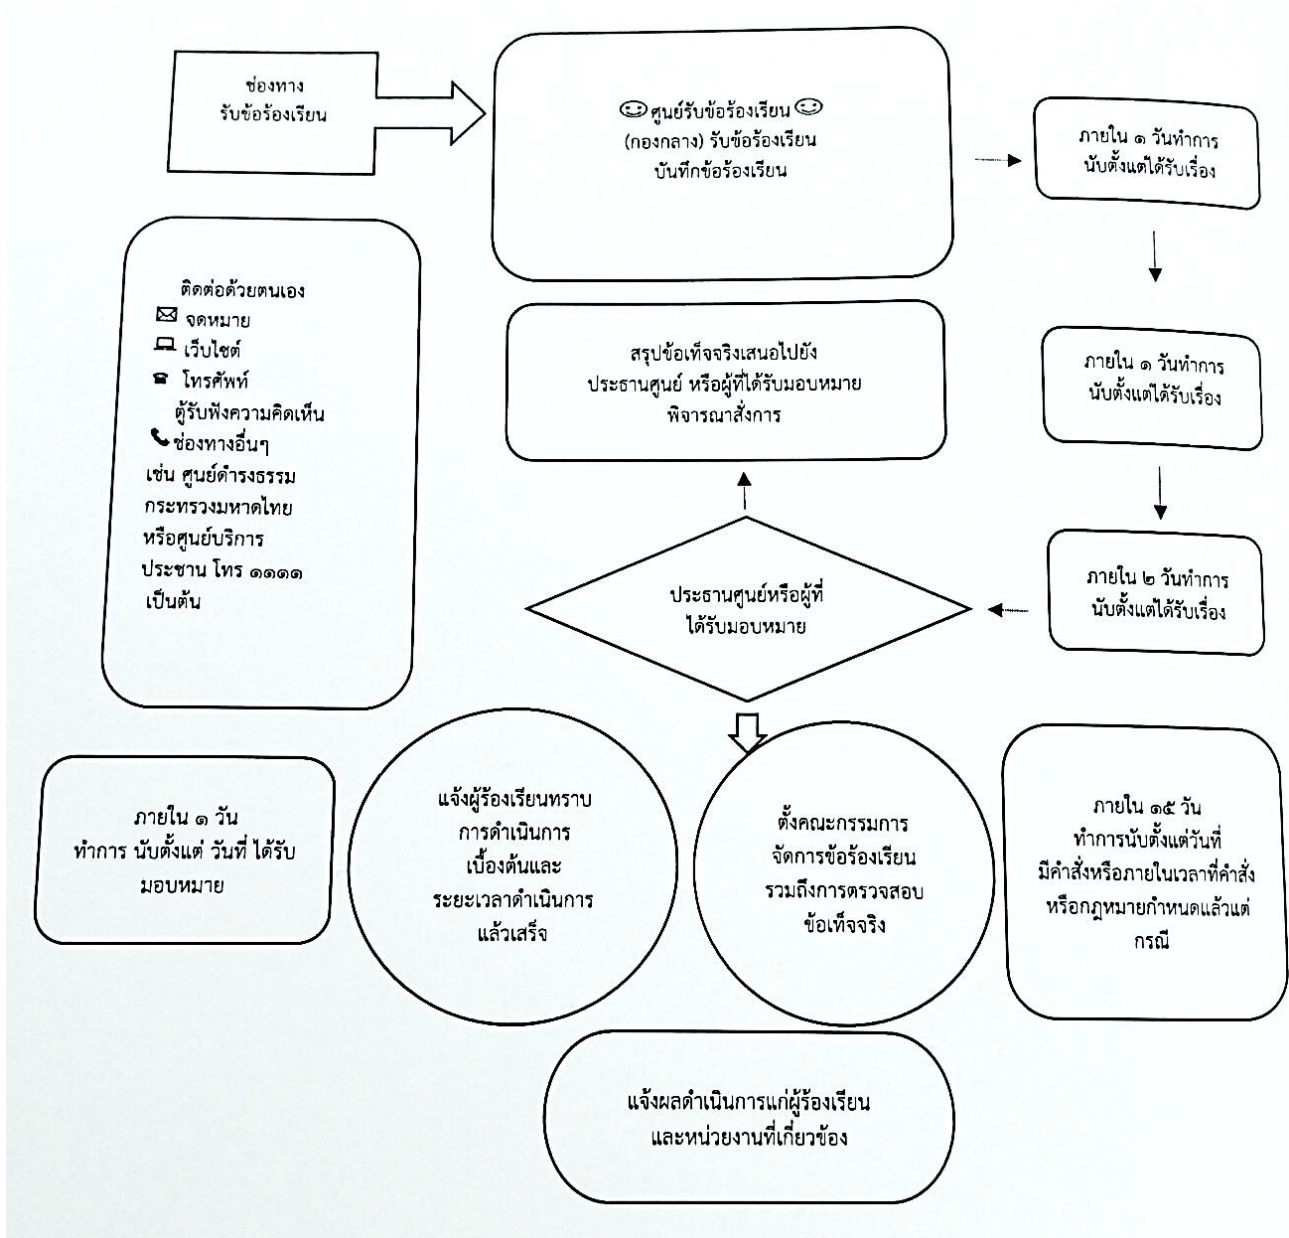 ช่องทาง
รับข้อร้องเรียน
ศูนย์รับข้อร้องเรียน
(กองกลาง) รับข้อร้องเรียน
บันทึกข้อร้องเรียน
ภายใน ๑ วันทำการ
นับตั้งแต่ได้รับเรื่อง
ติดต่อด้วยตนเอง
จดหมาย
เว็บไซต์
โทรศัพท์
ตู้รับฟังความคิดเห็น
ช่องทางอื่นๆ
เช่น ศูนย์ดำรงธรรม
กระทรวงมหาดไทย
หรือศูนย์บริการ
ประชาน โทร ๑๑๑๑
เป็นต้น
สรุปข้อเท็จจริงเสนอไปยัง
ประธานศูนย์ หรือผู้ที่ได้รับมอบหมาย
พิจารณาสั่งการ
ภายใน ๑ วันทำการ
นับตั้งแต่ได้รับเรื่อง
ประธานศูนย์หรือผู้ที่
ได้รับมอบหมาย
ภายใน ๒ วันทำการ
นับตั้งแต่ได้รับเรื่อง
ภายใน ๑ วัน
ทำการ นับตั้งแต่ วันที่ ได้รับ
มอบหมาย
แจ้งผู้ร้องเรียนทราบ
การดำเนินการ
เบื้องต้นและ
ระยะเวลาดำเนินการ
แล้วเสร็จ
ตั้งคณะกรรมการ
จัดการข้อร้องเรียน
รวมถึงการตรวจสอบ
ข้อเท็จจริง
ภายใน ๑๕ วัน
ทำการนับตั้งแต่วันที่
มีคำสั่งหรือภายในเวลาที่คำสั่ง
หรือกฎหมายกำหนดแล้วแต่
กรณี
แจ้งผลดำเนินการแก่ผู้ร้องเรียน
และหน่วยงานที่เกี่ยวข้อง